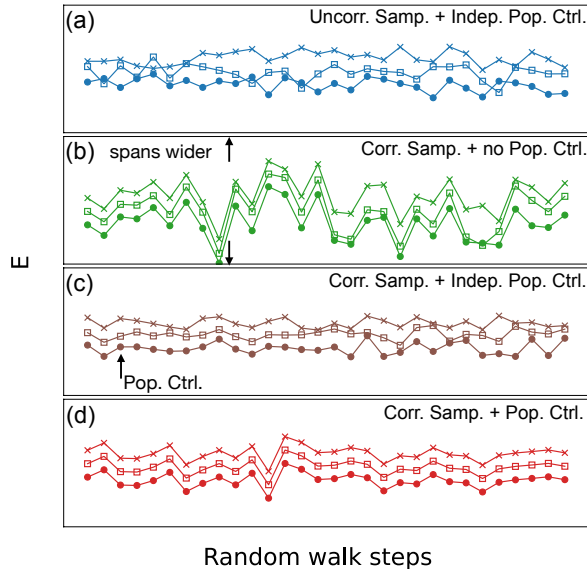 (a)
Uncorr. Samp. + Indep. Pop. Ctrl.
(b)
spans wider
Corr. Samp. + no Pop. Ctrl.
E
(c)
Corr. Samp. + Indep. Pop. Ctrl.
Pop. Ctrl.
(d)
Corr. Samp. + Pop. Ctrl.
Random walk steps